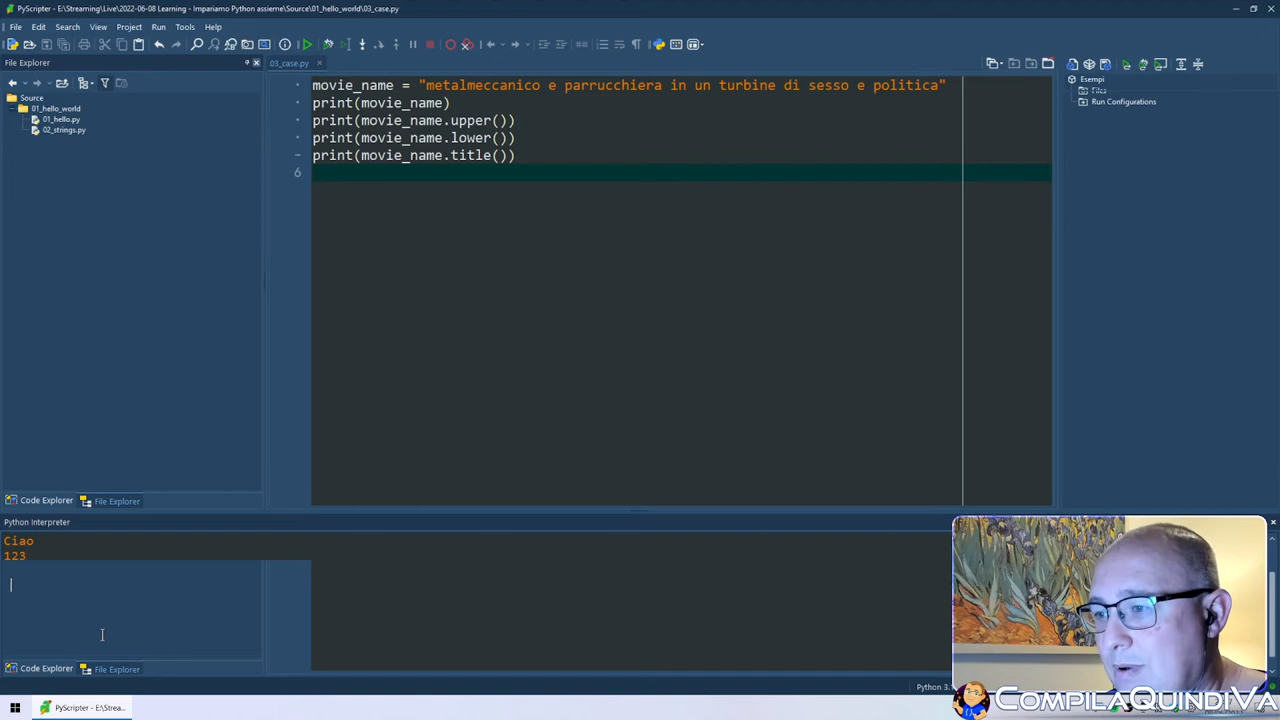 PyScripter - E:\Streaming\Live\2022-06-08 Learning - Impariamo Python assieme\Source\01_hello_world\03_case.py
File Edit Search View Project Run Tools Help
File Explorer
03_case.py
Source
01_hello_world
01_hello.py
02_strings.py
movie_name = "metalmeccanico e parrucchiera in un turbine di sesso e politica"
print(movie_name)
print(movie_name.upper())
print(movie_name.lower())
print(movie_name.title())
6
Esempi
Files
Run Configurations
Code Explorer File Explorer
Python Interpreter
Ciao
123
Code Explorer File Explorer
PyScripter - E:\Strea...
CompilaQuindiVa